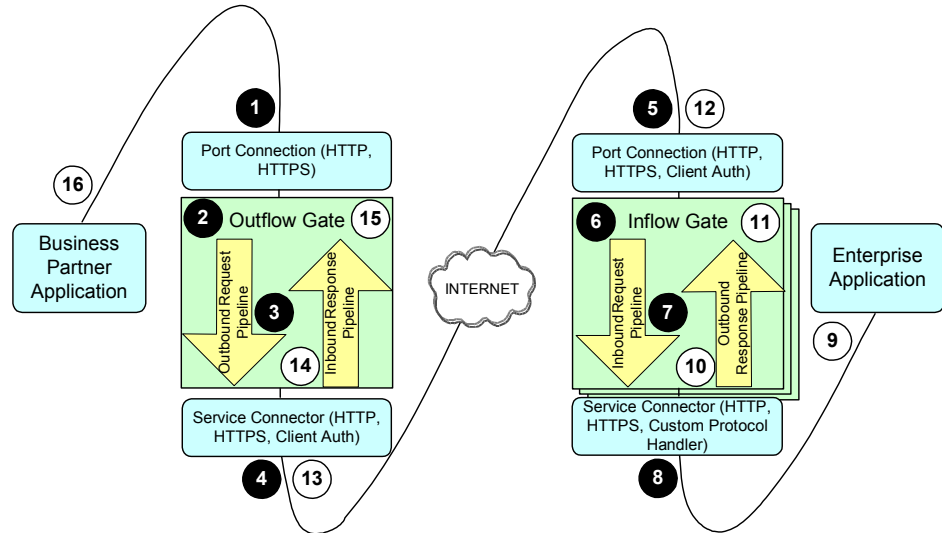 1
5
12
Port Connection (HTTP,
HTTPS)
Port Connection (HTTP,
HTTPS, Client Auth)
16
2
Outflow Gate
15
6
Inflow Gate
11
Business
Partner
Application
Outbound Request
Pipeline
3
14
Inbound Response
Pipeline
INTERNET
Inbound Request
Pipeline
7
10
Outbound
Response Pipeline
Enterprise
Application
9
Service Connector (HTTP,
HTTPS, Client Auth)
Service Connector (HTTP,
HTTPS, Custom Protocol
Handler)
4
13
8